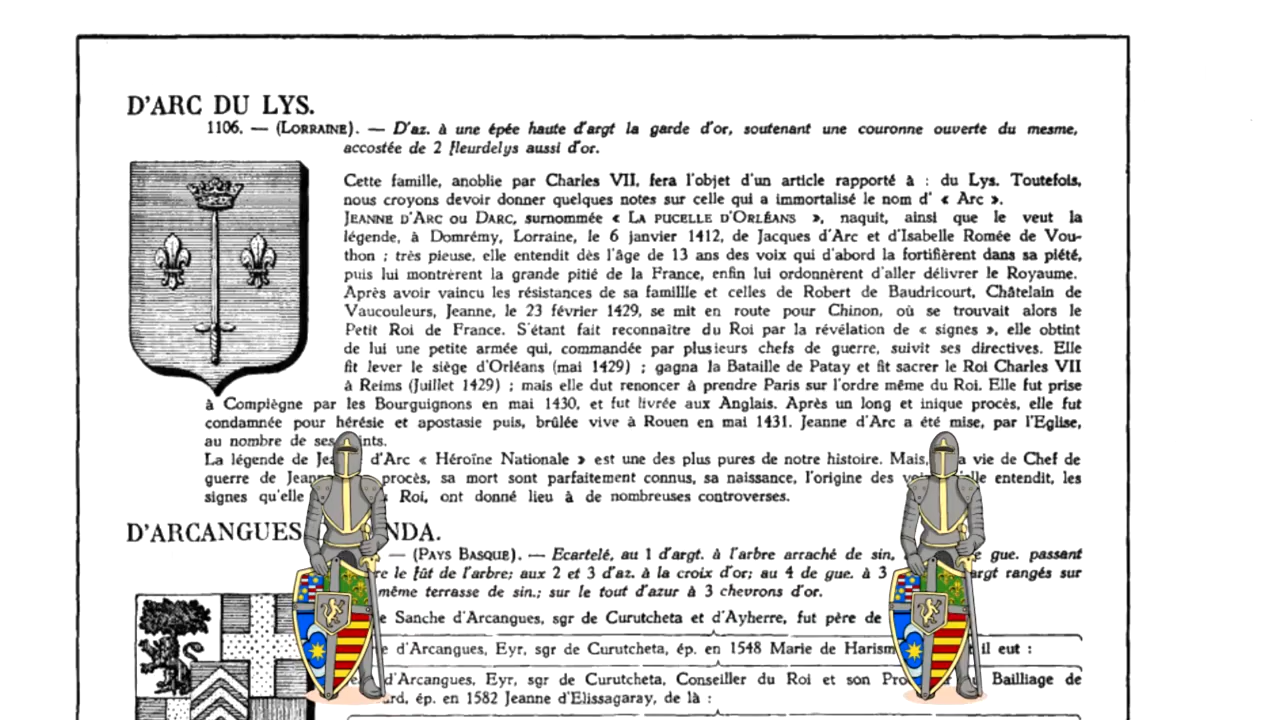 D'ARC DU LYS.
1106. — (LORRAINE). — D'az. à une épée haute d'argt la garde d'or, soutenant une couronne ouverte du mesme,
accostée de 2 fleurdelys aussi d'or.
Cette famille, anoblie par Charles VII, fera l'objet d'un article rapporté à : du Lys. Toutefois,
nous croyons devoir donner quelques notes sur celle qui a immortalisé le nom d' « Arc ».
JEANNE D'ARC OU DARC, surnommée « LA PUCELLE D'ORLÉANS », naquit, ainsi que le veut la
légende, à Domrémy, Lorraine, le 6 janvier 1412, de Jacques d'Arc et d'Isabelle Romée de Vou-
thon ; très pieuse, elle entendit dès l'âge de 13 ans des voix qui d'abord la fortifièrent dans sa piété,
puis lui montrèrent la grande pitié de la France, enfin lui ordonnèrent d'aller délivrer le Royaume.
Après avoir vaincu les résistances de sa famillle et celles de Robert de Baudricourt, Châtelain de
Vaucouleurs, Jeanne, le 23 février 1429, se mit en route pour Chinon, où se trouvait alors le
Petit Roi de France. S'étant fait reconnaître du Roi par la révélation de « signes », elle obtint
de lui une petite armée qui, commandée par plusieurs chefs de guerre, suivit ses directives. Elle
fit lever le siège d'Orléans (mai 1429) ; gagna la Bataille de Patay et fit sacrer le Roi Charles VII
à Reims (Juillet 1429) ; mais elle dut renoncer à prendre Paris sur l'ordre même du Roi. Elle fut prise
à Compiègne par les Bourguignons en mai 1430, et fut livrée aux Anglais. Après un long et inique procès, elle fut
condamnée pour hérésie et apostasie puis, brûlée vive à Rouen en mai 1431. Jeanne d'Arc a été mise, par l'Eglise,
au nombre de ses
La légende de d'Arc « Héroïne Nationale » est une des plus pures de notre histoire. Mais, vie de Chef de
guerre de procès, sa mort sont parfaitement connus, sa naissance, l'origine des entendit, les
signes qu'elle Roi, ont donné lieu à de nombreuses controverses.
D'ARCANGUES
— (PAYS BASQUE). — Ecartelé, au 1 d'argt. à l'arbre arraché de sin, gue. passant
le fût de l'arbre; aux 2 et 3 d'az. à la croix d'or; au 4 de gue. à 3 rangés sur
même terrasse de sin.; sur le tout d'azur à 3 chevrons d'or.
Sanche d'Arcangues, sgr de Curutcheta et d'Ayherre, fut père de
d'Arcangues, Eyr, sgr de Curutcheta, ép. en 1548 Marie de il eut :
d'Arcangues, Eyr, sgr de Curutcheta, Conseiller du Roi et son Bailliage de
ép. en 1582 Jeanne d'Elissagaray, de là :